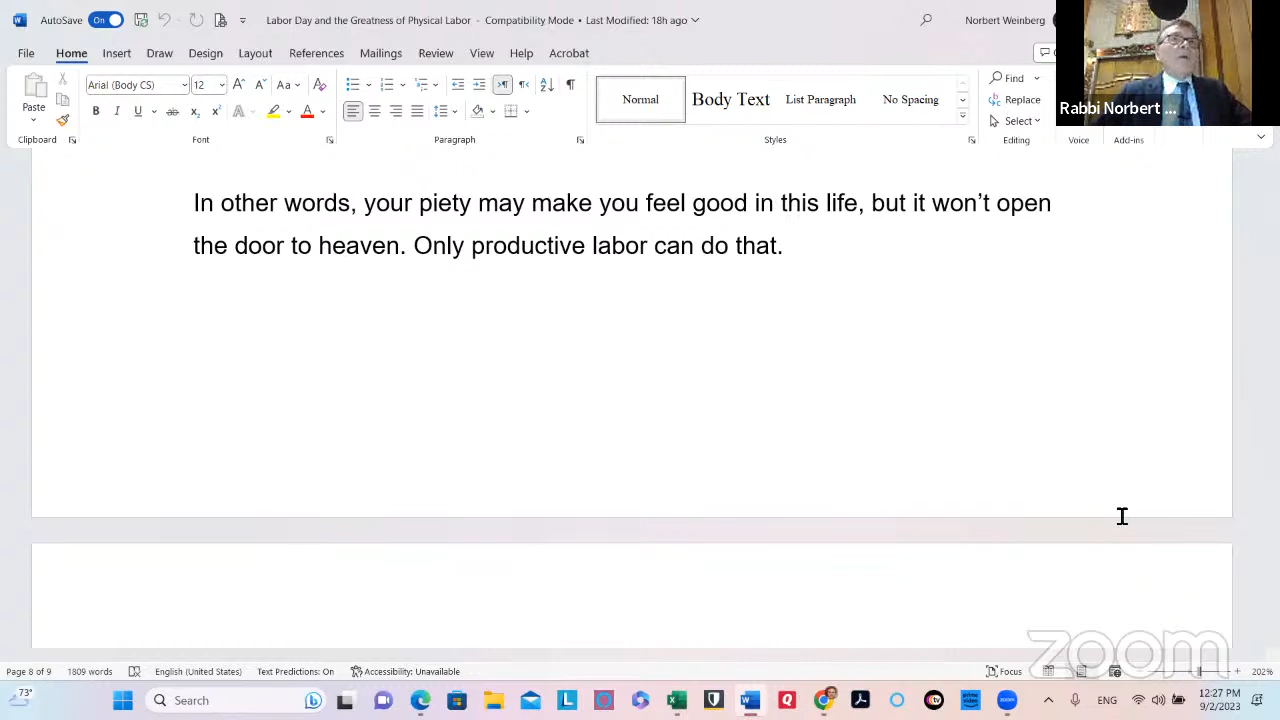 AutoSave On Labor Day and the Greatness of Physical Labor - Compatibility Mode • Last Modified: 18h ago Norbert Weinberg
File Home Insert Draw Design Layout References Mailings Review View Help Acrobat
Paste Arial (Body CS) 12 Aa Normal Body Text List Paragraph No Spacing Find Replace Select
Clipboard Font Paragraph Styles Editing Voice Add-ins
Rabbi Norbert ...
In other words, your piety may make you feel good in this life, but it won’t open
the door to heaven. Only productive labor can do that.
zoom
Page 8 of 9 1809 words English (United States) Text Predictions: On Accessibility: Unavailable Focus 202%
73° Search ENG 12:27 PM
9/2/2023